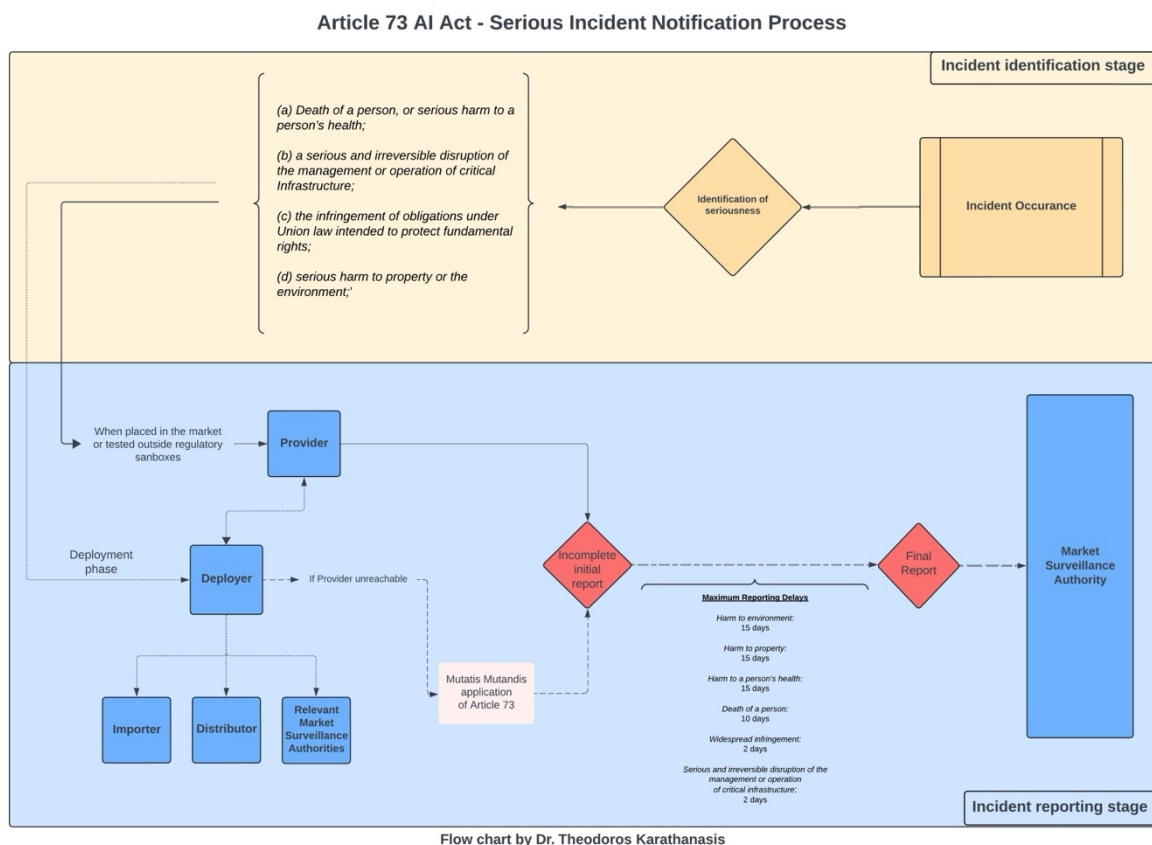 Article 73 AI Act - Serious Incident Notification Process
Incident identification stage
(a) Death of a person, or serious harm to a
person's health;
(b) a serious and irreversible disruption of
the management or operation of critical
Infrastructure;
(c) the infringement of obligations under
Union law intended to protect fundamental
rights;
(d) serious harm to property or the
environment;'
Identification of
seriousness
Incident Occurance
When placed in the market
or tested outside regulatory
sanboxes
Provider
Deployment
phase
Deployer
If Provider unreachable
Importer
Distributor
Relevant
Market
Surveillance
Authorities
Mutatis Mutandis
application
of Article 73
Incomplete
initial
report
Maximum Reporting Delays
Harm to environment:
15 days
Harm to property:
15 days
Harm to a person's health:
15 days
Death of a person:
10 days
Widespread infringement:
2 days
Serious and irreversible disruption of the
management or operation
of critical infrastructure:
2 days
Final
Report
Market
Surveillance
Authority
Incident reporting stage
Flow chart by Dr. Theodoros Karathanasis